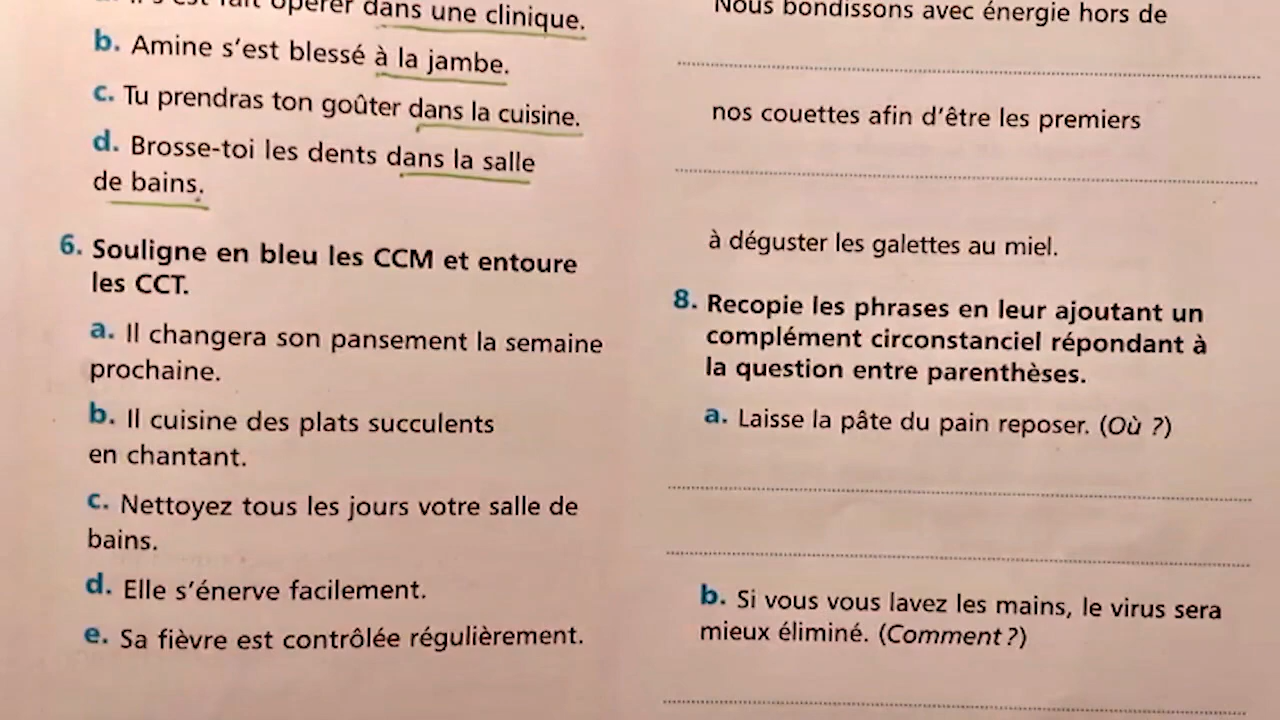 opérer dans une clinique.
b. Amine s'est blessé à la jambe.
c. Tu prendras ton goûter dans la cuisine.
d. Brosse-toi les dents dans la salle
de bains.
6. Souligne en bleu les CCM et entoure
les CCT.
a. Il changera son pansement la semaine
prochaine.
b. Il cuisine des plats succulents
en chantant.
c. Nettoyez tous les jours votre salle de
bains.
d. Elle s'énerve facilement.
e. Sa fièvre est contrôlée régulièrement.
Nous bondissons avec énergie hors de
nos couettes afin d'être les premiers
à déguster les galettes au miel.
8. Recopie les phrases en leur ajoutant un
complément circonstanciel répondant à
la question entre parenthèses.
a. Laisse la pâte du pain reposer. (Où ?)
b. Si vous vous lavez les mains, le virus sera
mieux éliminé. (Comment ?)